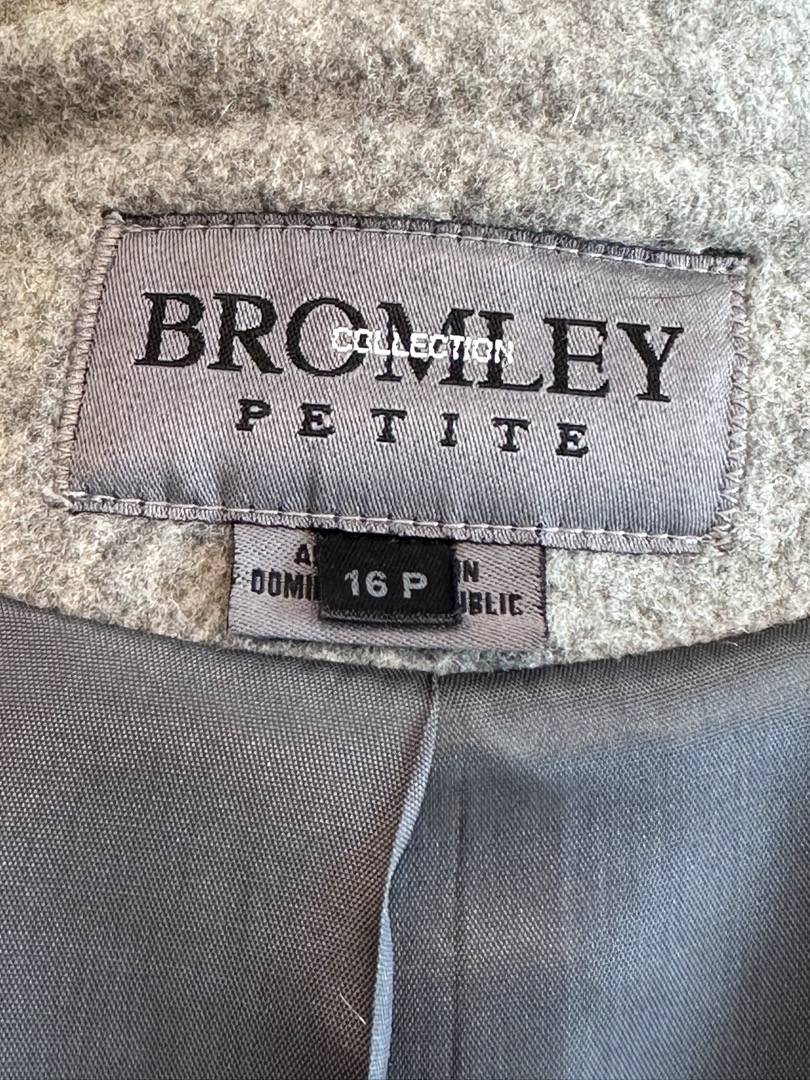 BROMLEY
COLLECTION
PETITE
16 P